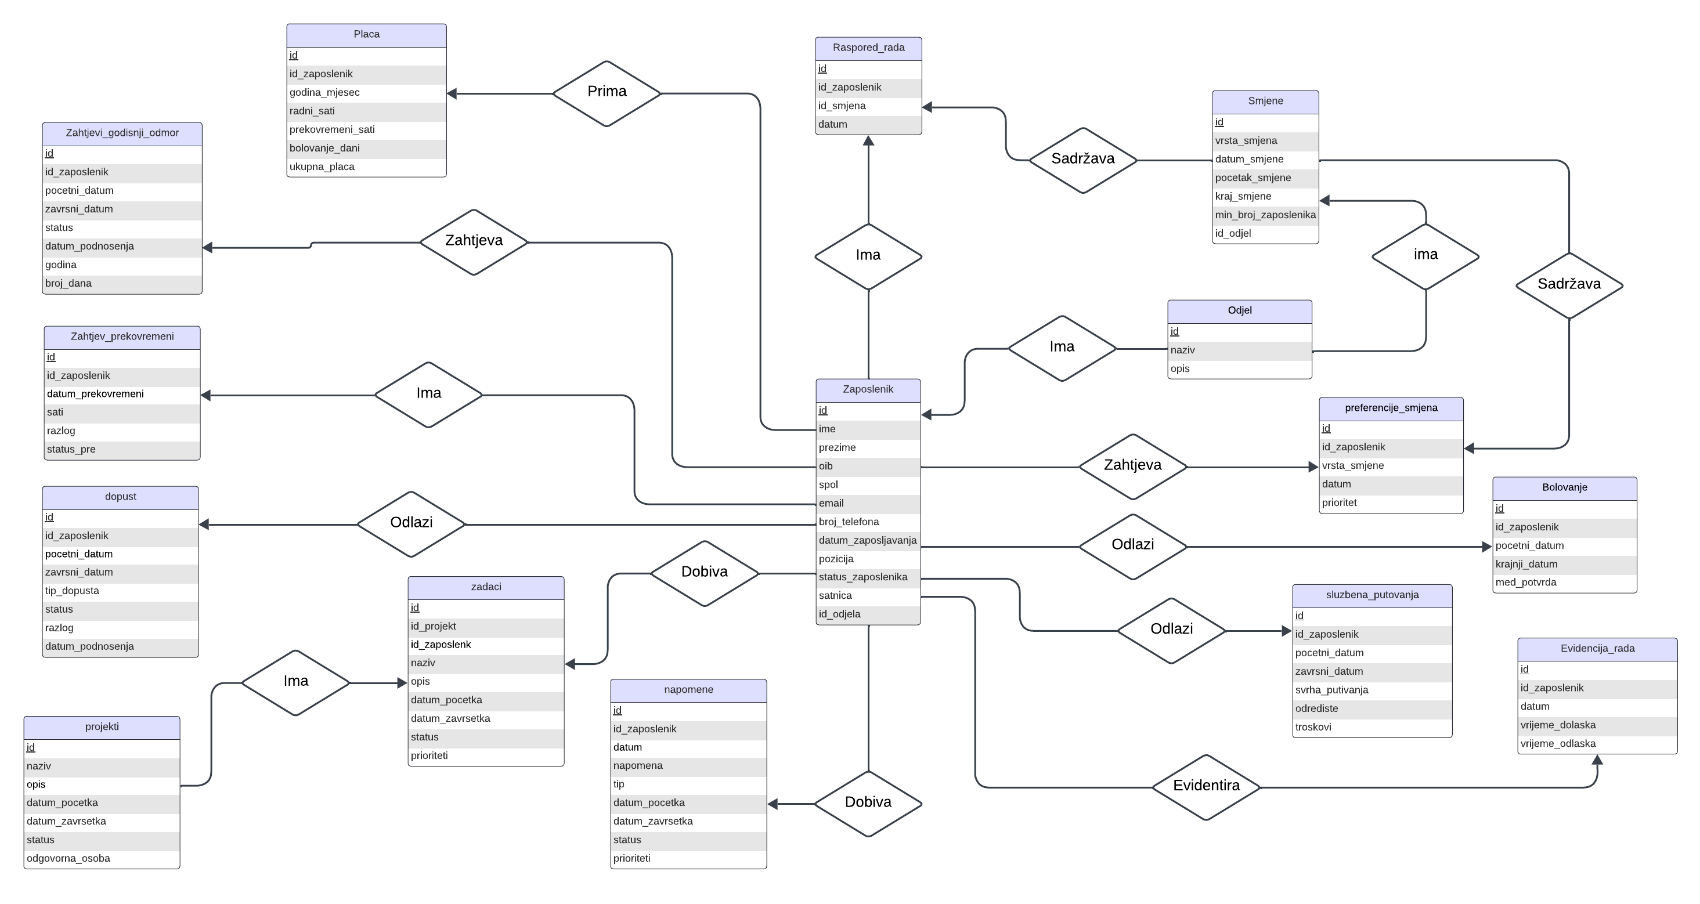 Placa
id
id_zaposlenik
godina_mjesec
radni_sati
prekovremeni_sati
bolovanje_dani
ukupna_placa
Prima
Raspored_rada
id
id_zaposlenik
id_smjena
datum
Sadržava
Smjene
id
vrsta_smjena
datum_smjene
pocetak_smjene
kraj_smjene
min_broj_zaposlenika
id_odjel
Zahtjevi_godisnji_odmor
id
id_zaposlenik
pocetni_datum
zavrsni_datum
status
datum_podnosenja
godina
broj_dana
Zahtjeva
Ima
ima
Sadržava
Zahtjev_prekovremeni
id
id_zaposlenik
datum_prekovremeni
sati
razlog
status_pre
Ima
Ima
Odjel
id
naziv
opis
Zaposlenik
id
ime
prezime
oib
spol
email
broj_telefona
datum_zaposljavanja
pozicija
status_zaposlenika
satnica
id_odjela
Zahtjeva
preferencije_smjena
id
id_zaposlenik
vrsta_smjene
datum
prioritet
dopust
id
id_zaposlenik
pocetni_datum
zavrsni_datum
tip_dopusta
status
razlog
datum_podnosenja
Odlazi
Odlazi
Bolovanje
id
id_zaposlenik
pocetni_datum
krajnji_datum
med_potvrda
zadaci
id
id_projekt
id_zaposlenk
naziv
opis
datum_pocetka
datum_zavrsetka
status
prioriteti
Dobiva
Odlazi
sluzbena_putovanja
id
id_zaposlenik
pocetni_datum
zavrsni_datum
svrha_putivanja
odrediste
troskovi
Evidencija_rada
id
id_zaposlenik
datum
vrijeme_dolaska
vrijeme_odlaska
Ima
projekti
id
naziv
opis
datum_pocetka
datum_zavrsetka
status
odgovorna_osoba
napomene
id
id_zaposlenik
datum
napomena
tip
datum_pocetka
datum_zavrsetka
status
prioriteti
Dobiva
Evidentira